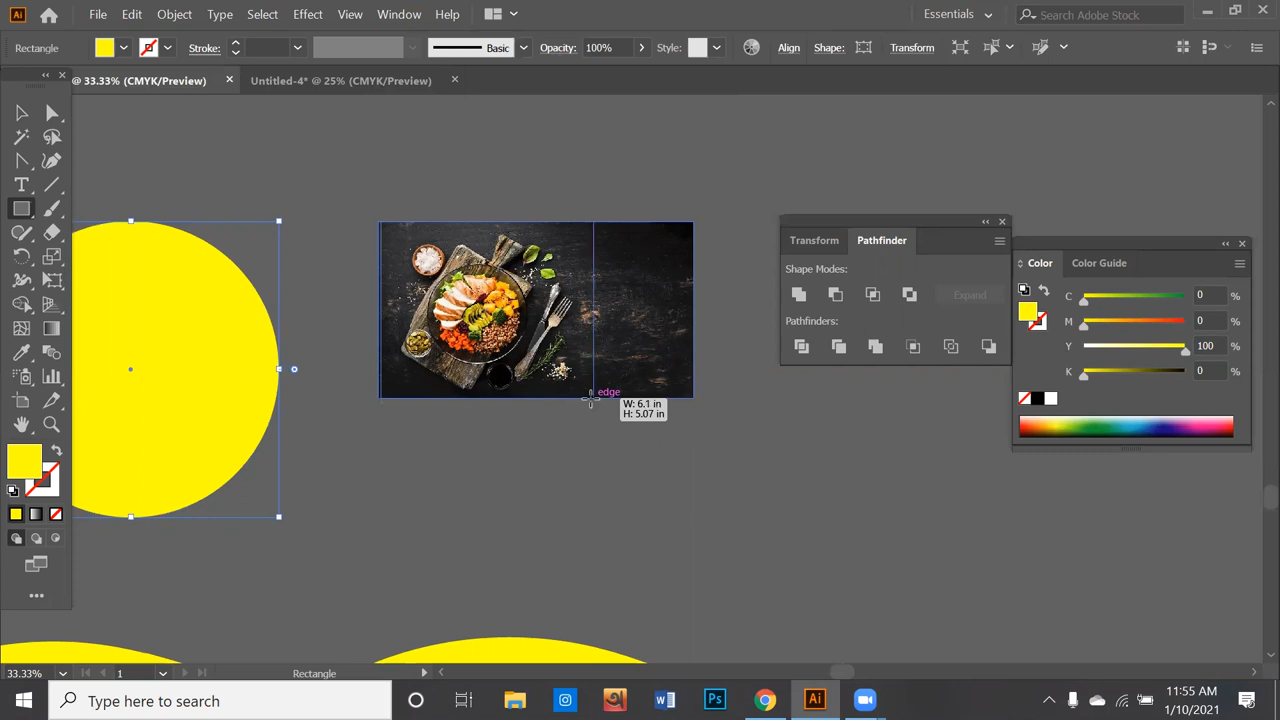 Ai File Edit Object Type Select Effect View Window Help Essentials Search Adobe Stock
Rectangle Stroke: Basic Opacity: 100% Style: Align Shape: Transform
@ 33.33% (CMYK/Preview) Untitled-4* @ 25% (CMYK/Preview)
Transform Pathfinder
Shape Modes:
Expand
Pathfinders:
Color Color Guide
C 0 %
M 0 %
Y 100 %
K 0 %
edge
W: 6.1 in
H: 5.07 in
33.33% 1 Rectangle
Type here to search
Ps
Ai
11:55 AM
1/10/2021